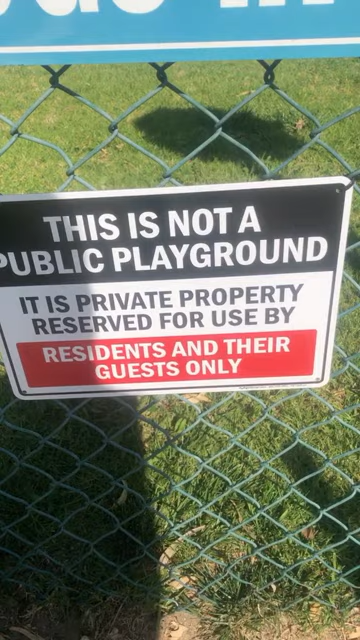 THIS IS NOT A
PUBLIC PLAYGROUND
IT IS PRIVATE PROPERTY
RESERVED FOR USE BY
RESIDENTS AND THEIR
GUESTS ONLY